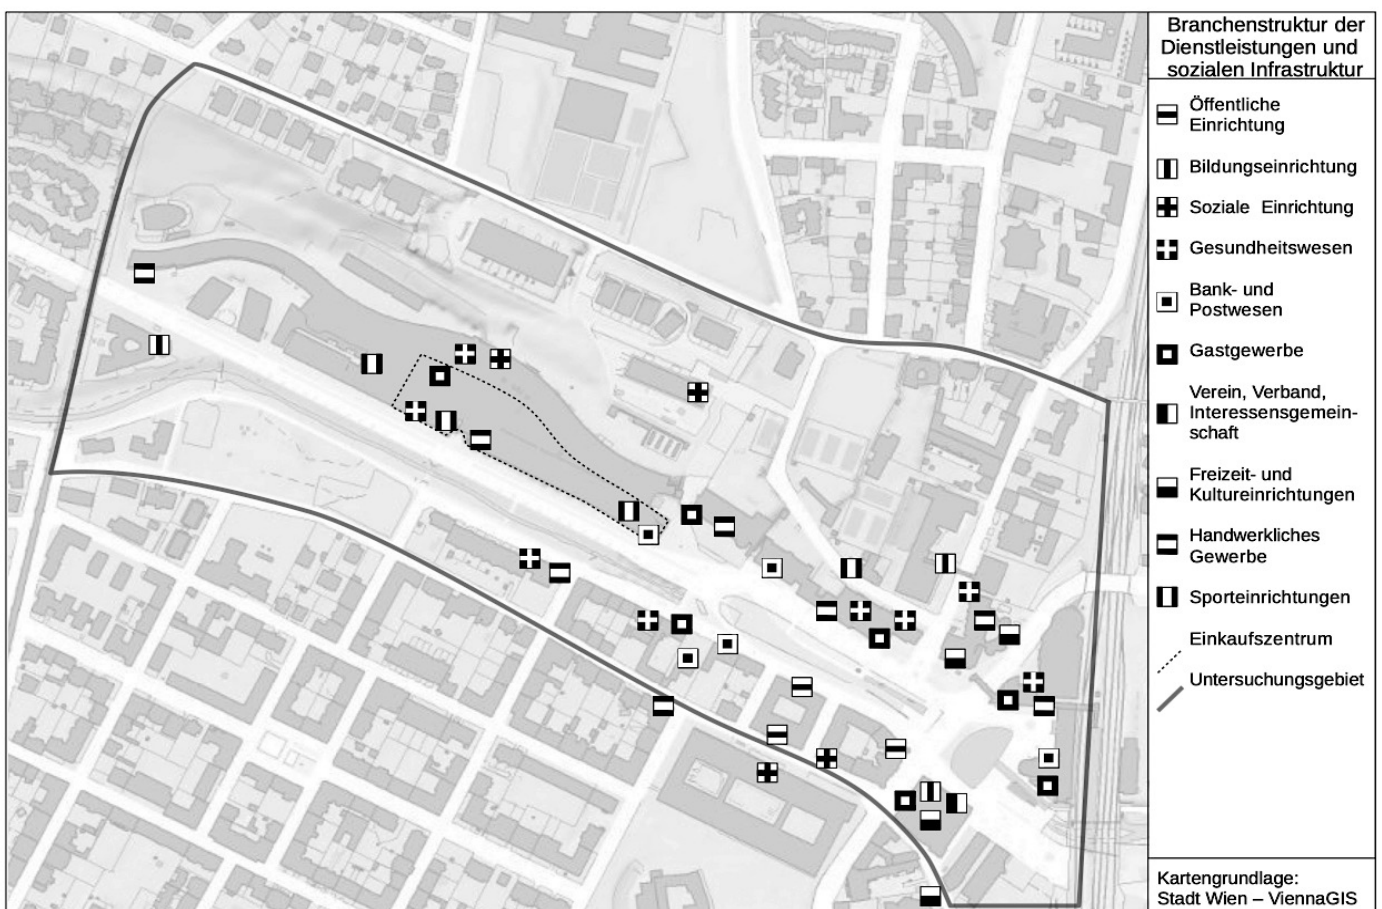 Branchenstruktur der
Dienstleistungen und
sozialen Infrastruktur
Öffentliche
Einrichtung
Bildungseinrichtung
Soziale Einrichtung
Gesundheitswesen
Bank- und
Postwesen
Gastgewerbe
Verein, Verband,
Interessensgemein-
schaft
Freizeit- und
Kultureinrichtungen
Handwerkliches
Gewerbe
Sporteinrichtungen
Einkaufszentrum
Untersuchungsgebiet
Kartengrundlage:
Stadt Wien – ViennaGIS